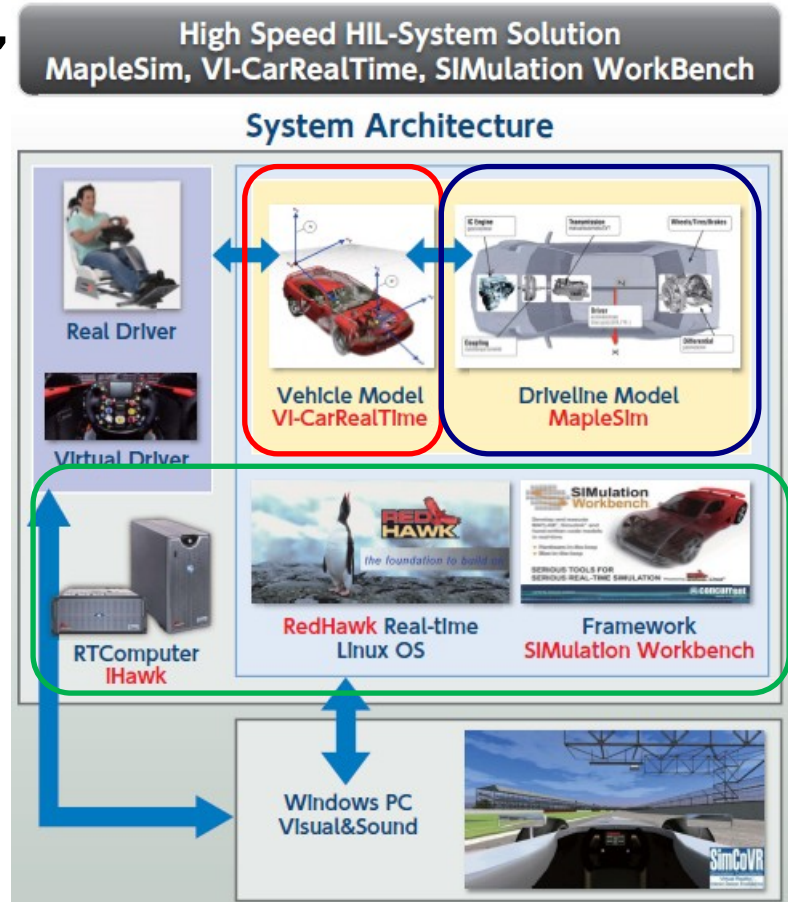 High Speed HIL-System Solution
MapleSim, VI-CarRealTime, SIMulation WorkBench
System Architecture
Real Driver
Virtual Driver
Vehicle Model
VI-CarRealTime
IC Engine
Transmission
Wheels/Tires/Brakes
Driver
Coupling
Differential
Driveline Model
MapleSim
RTComputer
iHawk
RED HAWK
the foundation to build on
RedHawk Real-time
Linux OS
SIMulation
Workbench
SERIOUS TOOLS FOR
SERIOUS REAL-TIME SIMULATION
concurrent
Framework
SIMulation Workbench
Windows PC
Visual&Sound
SimCoVR